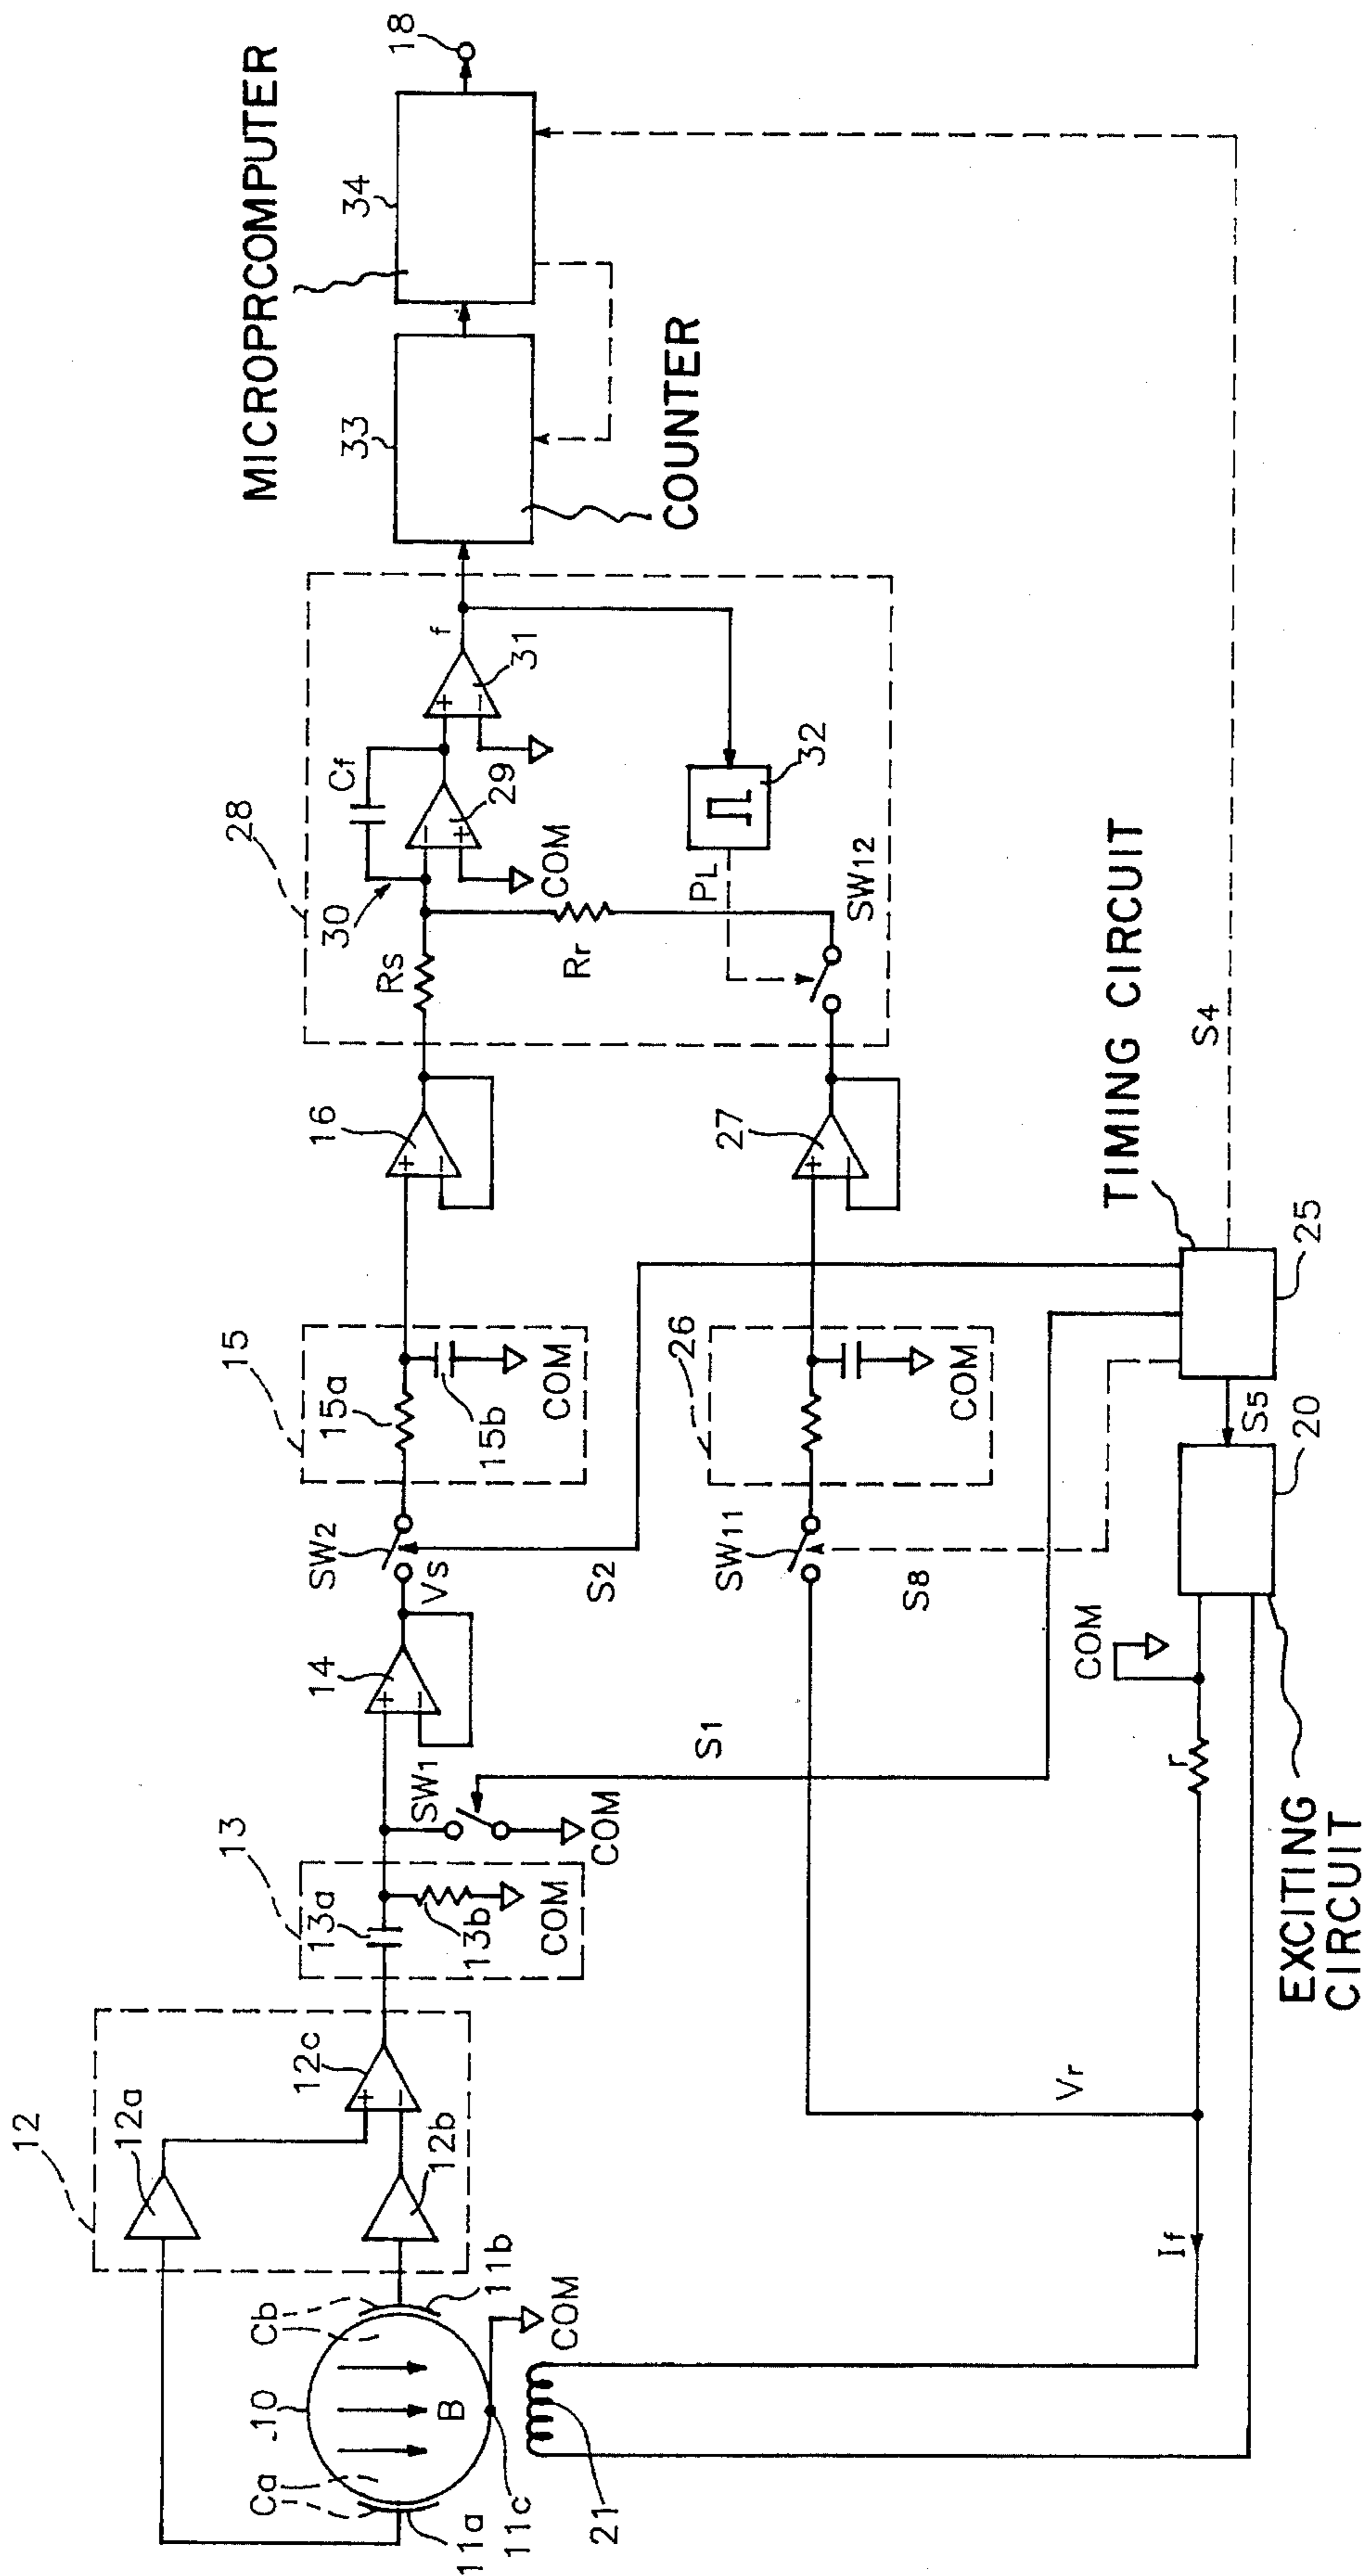 MICROPRCOMPUTER
34
18
33
COUNTER
28
30
Cf
29
COM
f
31
32
PL
SW12
Rs
Rr
16
27
15
15a
15b
COM
26
COM
SW2
Vs
S2
SW11
S8
14
SW1
COM
S1
13
13a
13b
COM
12
12a
12b
12c
10
Ca
Cb
B
11a
11b
11c
COM
21
If
Vr
r
COM
EXCITING
CIRCUIT
20
S5
25
TIMING CIRCUIT
S4
+
−
+
−
+
−
+
−
−
+
+
−